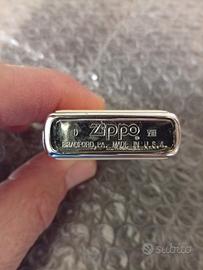 D zippo VIII
BRADFORD, PA. MADE IN U.S.A.
subito